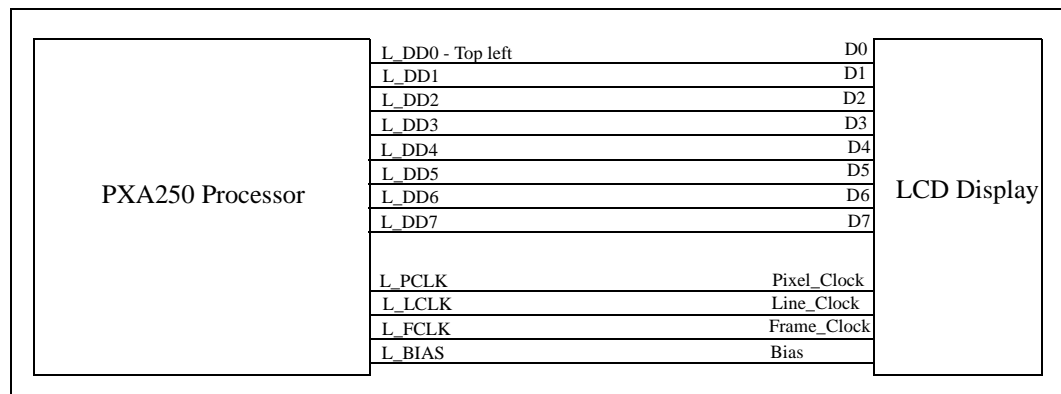 L_DD0 - Top left D0
L_DD1 D1
L_DD2 D2
L_DD3 D3
L_DD4 D4
L_DD5 D5
L_DD6 D6
L_DD7 D7
PXA250 Processor
LCD Display
L_PCLK Pixel_Clock
L_LCLK Line_Clock
L_FCLK Frame_Clock
L_BIAS Bias